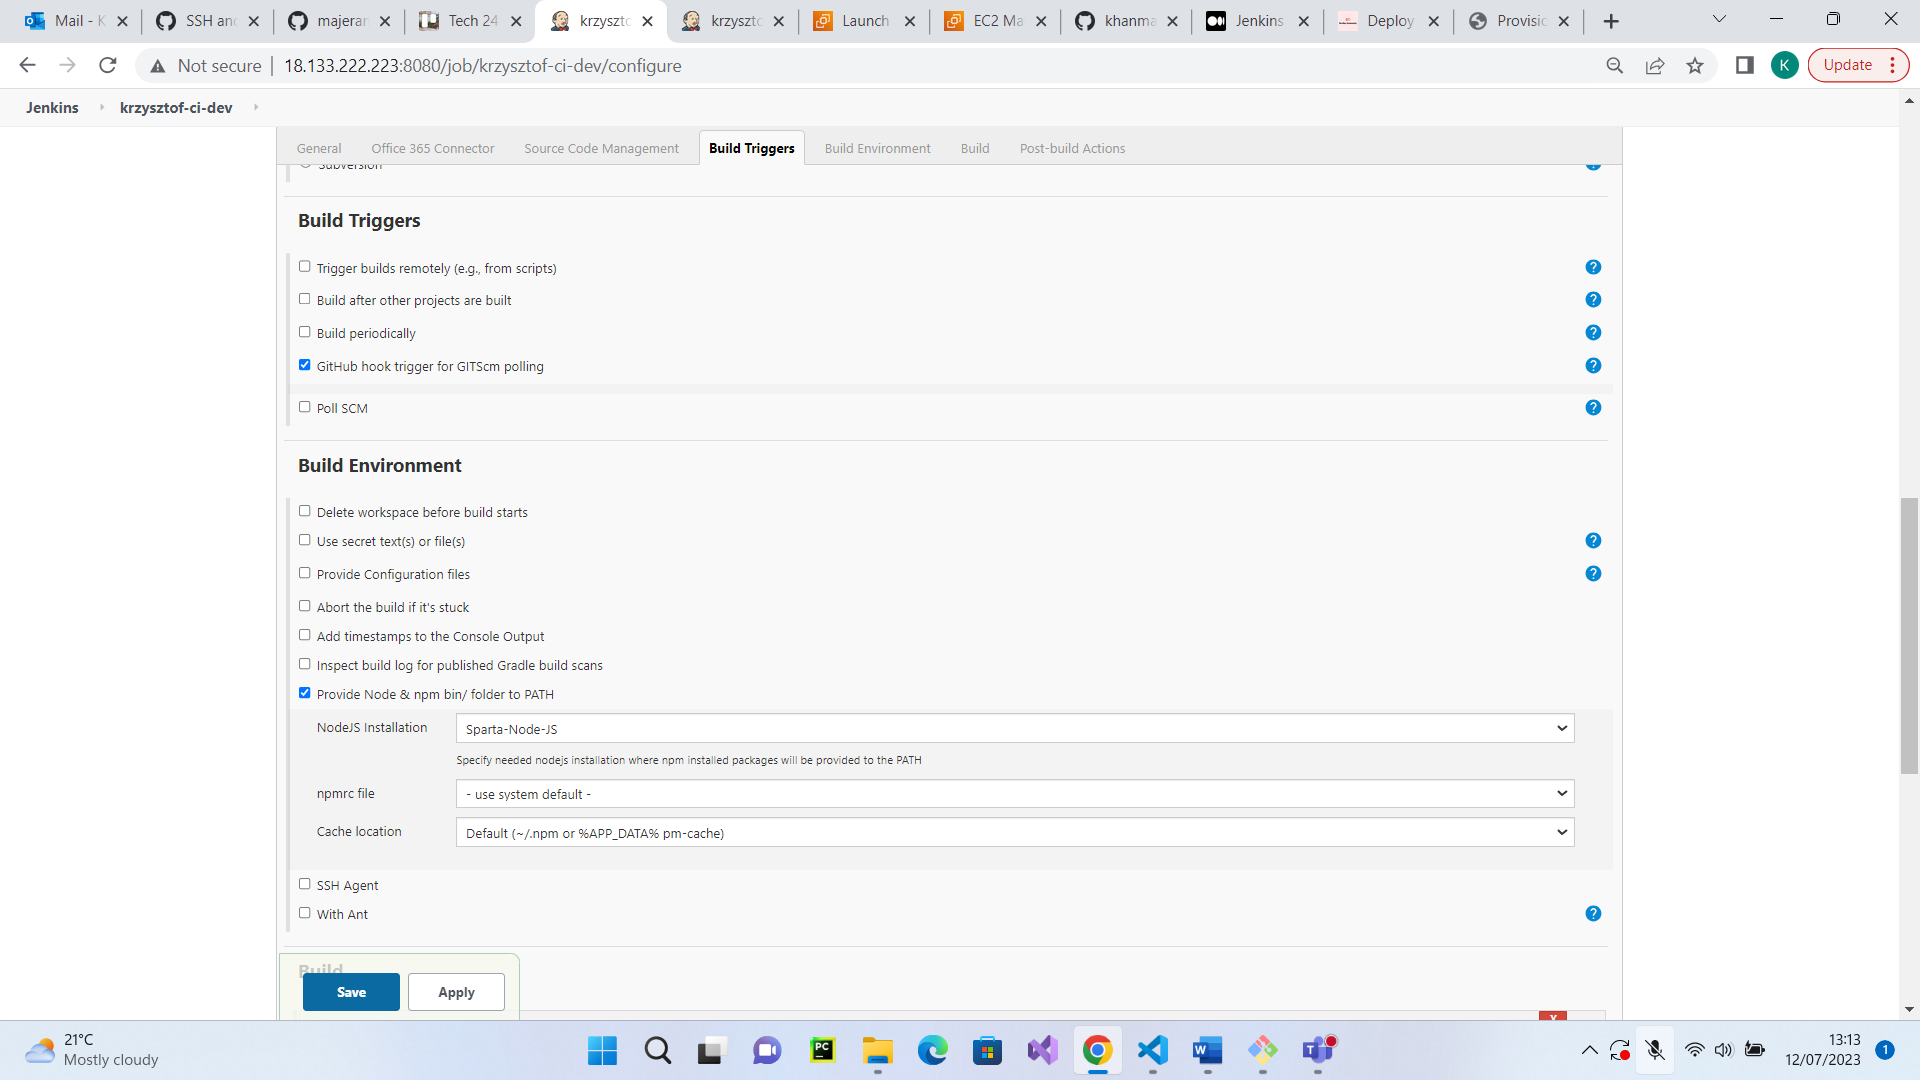 Mail - K
SSH and
majeran
Tech 24
krzyszto
krzyszto
Launch
EC2 Ma
khanma
Jenkins
Deploy
Provisic
Not secure
18.133.222.223:8080/job/krzysztof-ci-dev/configure
K
Update
Jenkins
krzysztof-ci-dev
General
Office 365 Connector
Source Code Management
Build Triggers
Build Environment
Build
Post-build Actions
Subversion
Build Triggers
Trigger builds remotely (e.g., from scripts)
?
Build after other projects are built
?
Build periodically
?
GitHub hook trigger for GITScm polling
?
Poll SCM
?
Build Environment
Delete workspace before build starts
Use secret text(s) or file(s)
?
Provide Configuration files
?
Abort the build if it's stuck
Add timestamps to the Console Output
Inspect build log for published Gradle build scans
Provide Node & npm bin/ folder to PATH
NodeJS Installation
Sparta-Node-JS
Specify needed nodejs installation where npm installed packages will be provided to the PATH
npmrc file
- use system default -
Cache location
Default (~/.npm or %APP_DATA% pm-cache)
SSH Agent
With Ant
?
Build
Save
Apply
X
21°C
Mostly cloudy
PC
13:13
12/07/2023
1